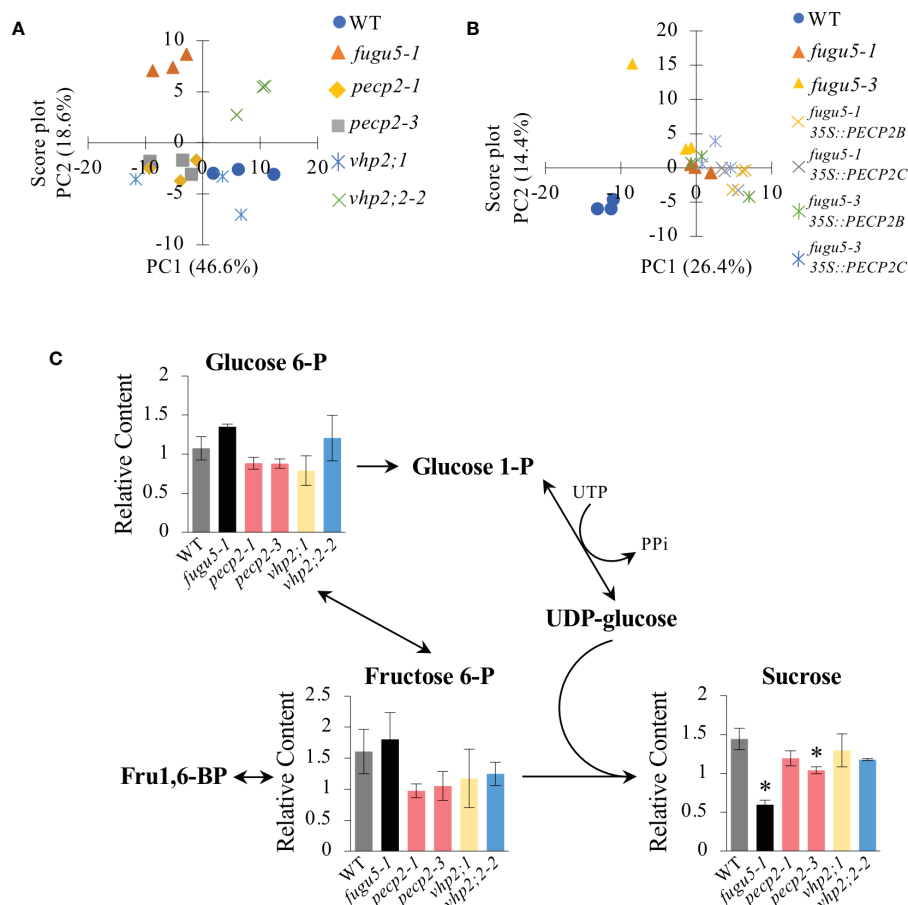 A
Score plot
PC2 (18.6%)
10
5
0
-5
-10
-20
-10
0
10
20
PC1 (46.6%)
WT
fugu5-1
pecp2-1
pecp2-3
vhp2;1
vhp2;2-2
B
Score plot
PC2 (14.4%)
20
15
10
5
0
-5
-10
-15
-20
-10
0
10
PC1 (26.4%)
WT
fugu5-1
fugu5-3
fugu5-1
35S::PECP2B
fugu5-1
35S::PECP2C
fugu5-3
35S::PECP2B
fugu5-3
35S::PECP2C
C
Glucose 6-P
Relative Content
1.5
1
0.5
0
WT
fugu5-1
pecp2-1
pecp2-3
vhp2;1
vhp2;2-2
Glucose 1-P
UTP
PPi
UDP-glucose
Fru1,6-BP
Fructose 6-P
Relative Content
2.5
2
1.5
1
0.5
0
WT
fugu5-1
pecp2-1
pecp2-3
vhp2;1
vhp2;2-2
Sucrose
Relative Content
2
1.5
1
0.5
0
*
*
WT
fugu5-1
pecp2-1
pecp2-3
vhp2;1
vhp2;2-2